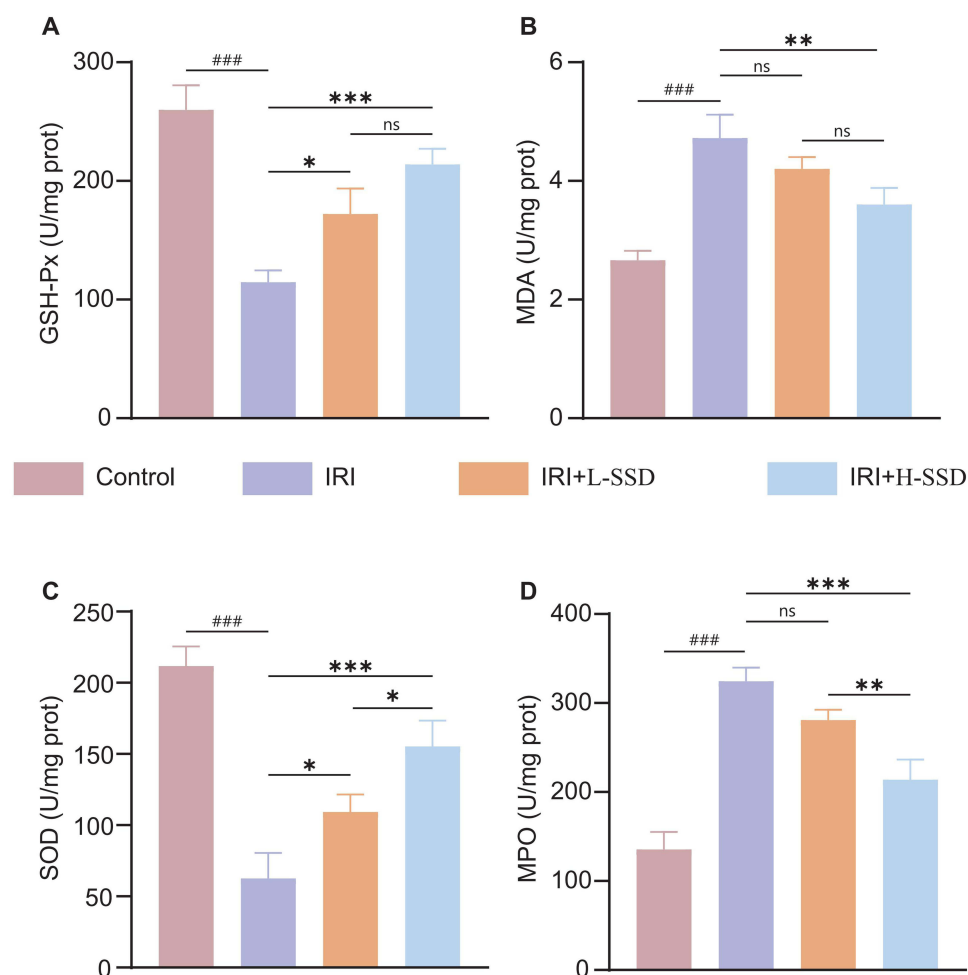 A
GSH-Px (U/mg prot)
300
200
100
0
###
***
ns
*
B
MDA (U/mg prot)
6
4
2
0
**
ns
###
ns
Control
IRI
IRI+L-SSD
IRI+H-SSD
C
SOD (U/mg prot)
250
200
150
100
50
0
###
***
*
*
D
MPO (U/mg prot)
400
300
200
100
0
***
ns
###
**